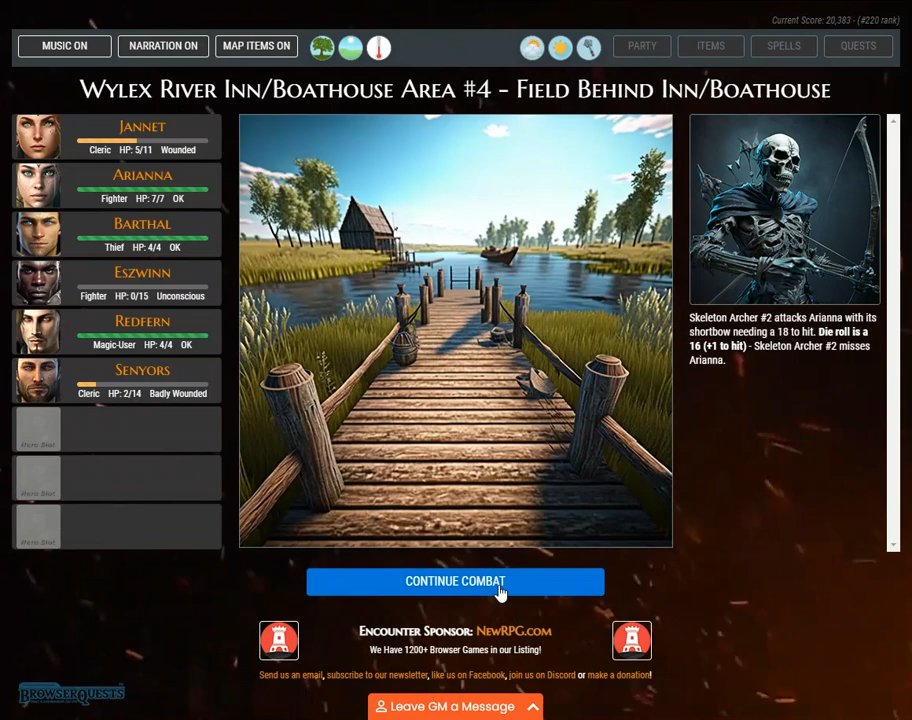 Current Score: 20,383 - (#220 rank)
MUSIC ON
NARRATION ON
MAP ITEMS ON
PARTY
ITEMS
SPELLS
QUESTS
Wylex River Inn/Boathouse Area #4 - Field Behind Inn/Boathouse
Jannet
Cleric HP: 5/11 Wounded
Arianna
Fighter HP: 7/7 OK
Barthal
Thief HP: 4/4 OK
Eszwinn
Fighter HP: 0/15 Unconscious
Redfern
Magic-User HP: 4/4 OK
Senyors
Cleric HP: 2/14 Badly Wounded
Hero Slot
Hero Slot
Hero Slot
Skeleton Archer #2 attacks Arianna with its
shortbow needing a 18 to hit. Die roll is a
16 (+1 to hit) - Skeleton Archer #2 misses
Arianna.
CONTINUE COMBAT
Encounter Sponsor: NewRPG.com
We Have 1200+ Browser Games in our Listing!
Send us an email, subscribe to our newsletter, like us on Facebook, join us on Discord or make a donation!
BrowserQuests
Leave GM a Message